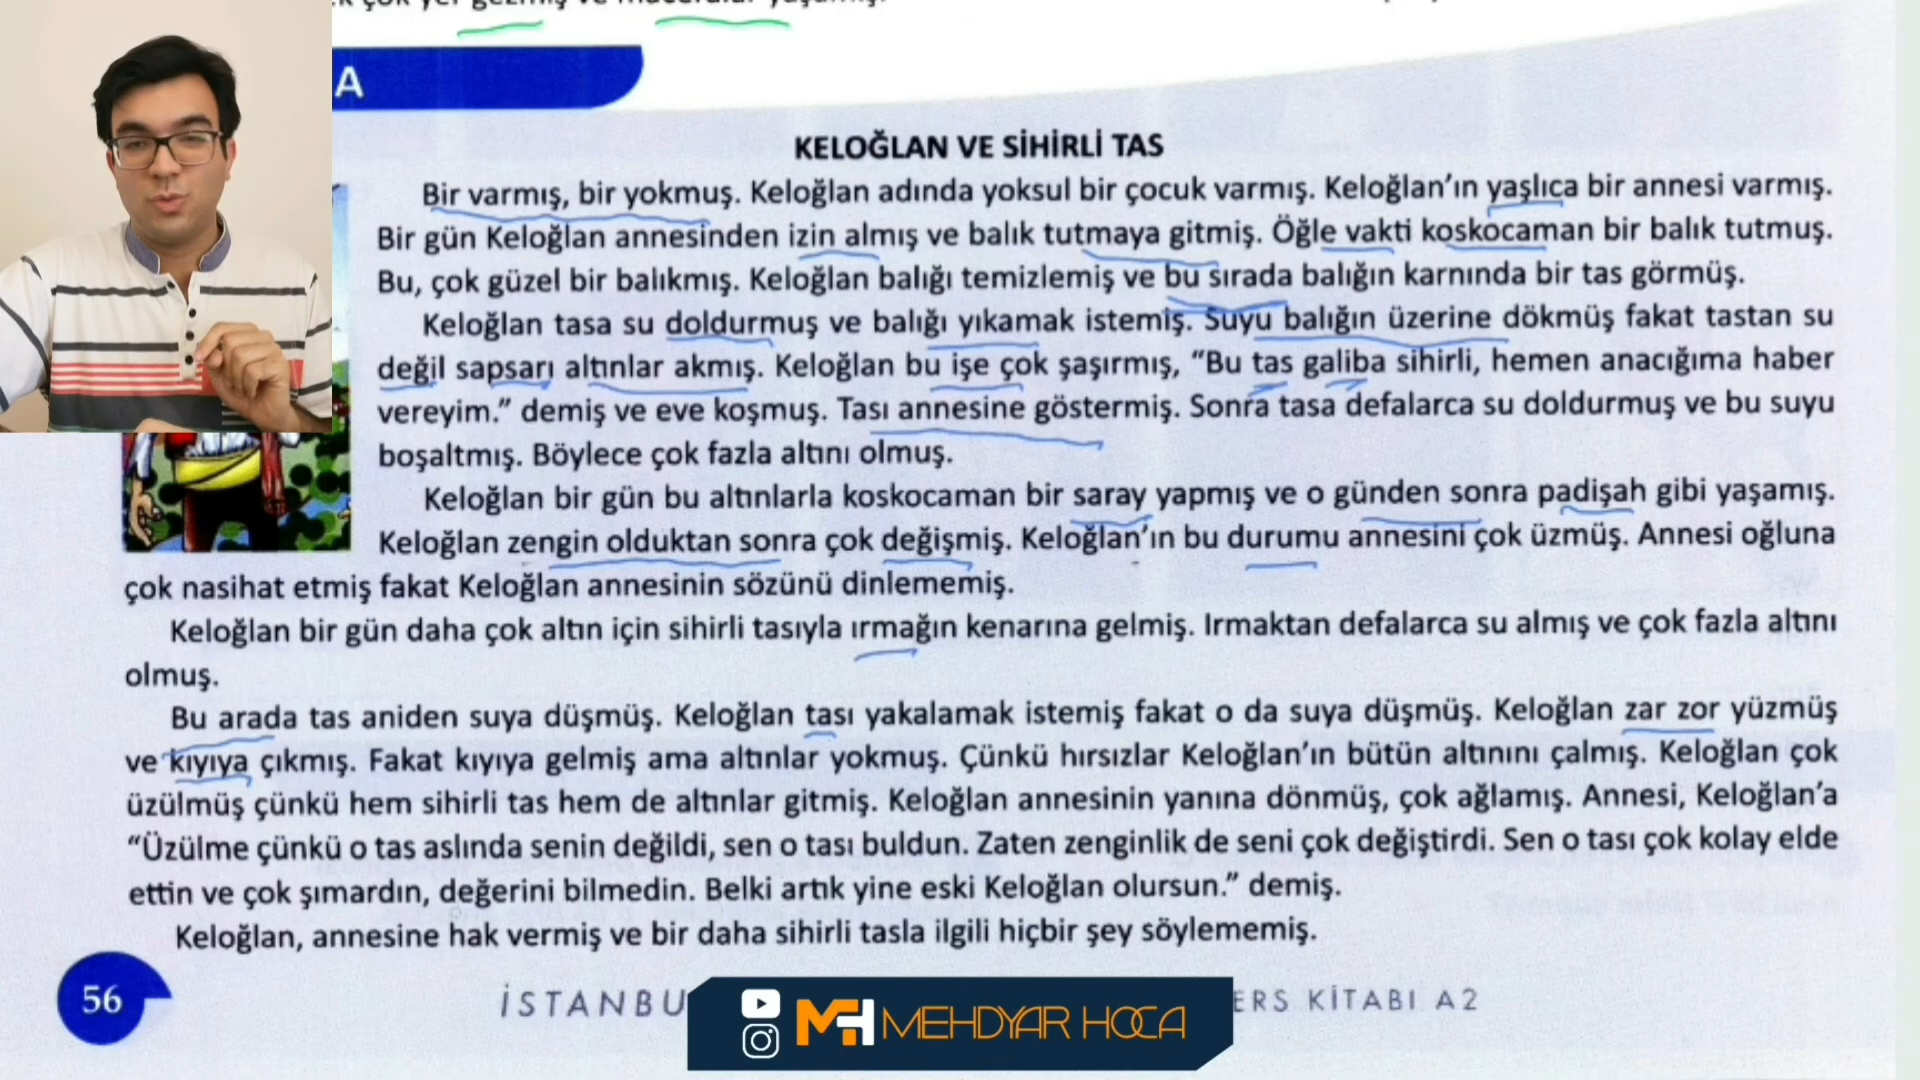 çok yer gezmiş ve maceralar yaşamış.
A
KELOĞLAN VE SİHİRLİ TAS
Bir varmış, bir yokmuş. Keloğlan adında yoksul bir çocuk varmış. Keloğlan’ın yaşlıca bir annesi varmış.
Bir gün Keloğlan annesinden izin almış ve balık tutmaya gitmiş. Öğle vakti koskocaman bir balık tutmuş.
Bu, çok güzel bir balıkmış. Keloğlan balığı temizlemiş ve bu sırada balığın karnında bir tas görmüş.
Keloğlan tasa su doldurmuş ve balığı yıkamak istemiş. Suyu balığın üzerine dökmüş fakat tastan su
değil sapsarı altınlar akmış. Keloğlan bu işe çok şaşırmış, “Bu tas galiba sihirli, hemen anacığıma haber
vereyim.” demiş ve eve koşmuş. Tası annesine göstermiş. Sonra tasa defalarca su doldurmuş ve bu suyu
boşaltmış. Böylece çok fazla altını olmuş.
Keloğlan bir gün bu altınlarla koskocaman bir saray yapmış ve o günden sonra padişah gibi yaşamış.
Keloğlan zengin olduktan sonra çok değişmiş. Keloğlan’ın bu durumu annesini çok üzmüş. Annesi oğluna
çok nasihat etmiş fakat Keloğlan annesinin sözünü dinlememiş.
Keloğlan bir gün daha çok altın için sihirli tasıyla ırmağın kenarına gelmiş. Irmaktan defalarca su almış ve çok fazla altını
olmuş.
Bu arada tas aniden suya düşmüş. Keloğlan tası yakalamak istemiş fakat o da suya düşmüş. Keloğlan zar zor yüzmüş
ve kıyıya çıkmış. Fakat kıyıya gelmiş ama altınlar yokmuş. Çünkü hırsızlar Keloğlan’ın bütün altınını çalmış. Keloğlan çok
üzülmüş çünkü hem sihirli tas hem de altınlar gitmiş. Keloğlan annesinin yanına dönmüş, çok ağlamış. Annesi, Keloğlan’a
“Üzülme çünkü o tas aslında senin değildi, sen o tası buldun. Zaten zenginlik de seni çok değiştirdi. Sen o tası çok kolay elde
ettin ve çok şımardın, değerini bilmedin. Belki artık yine eski Keloğlan olursun.” demiş.
Keloğlan, annesine hak vermiş ve bir daha sihirli tasla ilgili hiçbir şey söylememiş.
56
İSTANBU ERS KİTABI A2
MH MEHDYAR HOCA